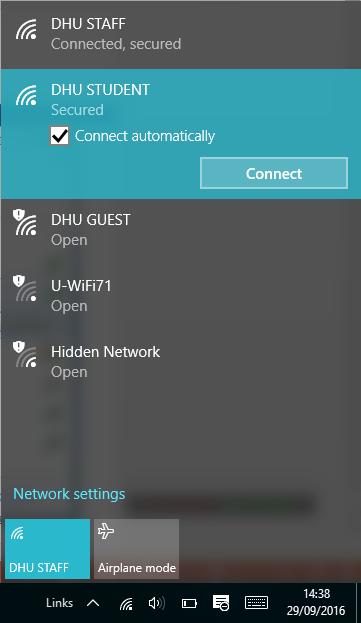 DHU STAFF
Connected, secured
DHU STUDENT
Secured
Connect automatically
Connect
DHU GUEST
Open
U-WiFi71
Open
Hidden Network
Open
Network settings
DHU STAFF
Airplane mode
Links
14:38
29/09/2016